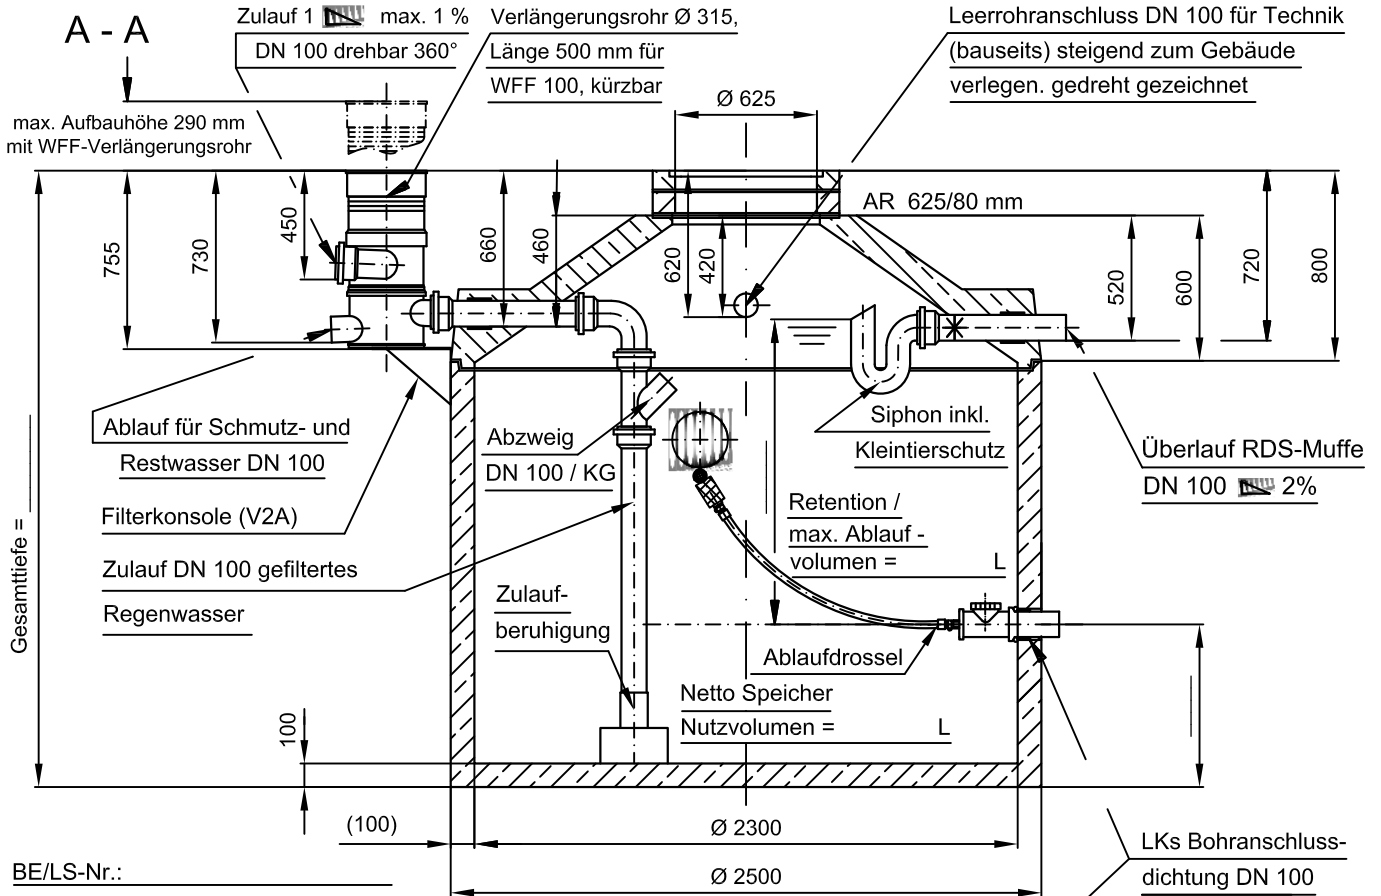 A - A
Zulauf 1 max. 1 %
DN 100 drehbar 360°
Verlängerungsrohr Ø 315,
Länge 500 mm für
WFF 100, kürzbar
Leerrohranschluss DN 100 für Technik
(bauseits) steigend zum Gebäude
verlegen. gedreht gezeichnet
max. Aufbauhöhe 290 mm
mit WFF-Verlängerungsrohr
Ø 625
AR 625/80 mm
755
730
450
660
460
620
420
520
600
720
800
Ablauf für Schmutz- und
Restwasser DN 100
Filterkonsole (V2A)
Zulauf DN 100 gefiltertes
Regenwasser
Abzweig
DN 100 / KG
Zulauf-
beruhigung
Siphon inkl.
Kleintierschutz
Überlauf RDS-Muffe
DN 100 2%
Retention /
max. Ablauf -
volumen = L
Ablaufdrossel
Netto Speicher
Nutzvolumen = L
Gesamttiefe =
100
(100)
Ø 2300
Ø 2500
LKs Bohranschluss-
dichtung DN 100
BE/LS-Nr.: